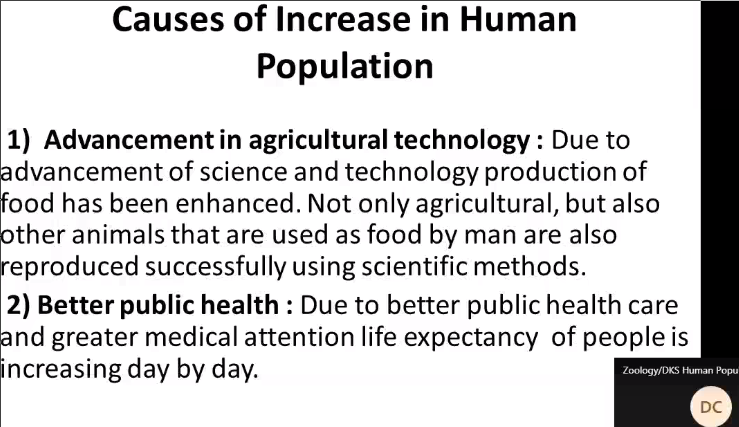 Causes of Increase in Human
Population
1) Advancement in agricultural technology : Due to
advancement of science and technology production of
food has been enhanced. Not only agricultural, but also
other animals that are used as food by man are also
reproduced successfully using scientific methods.
2) Better public health : Due to better public health care
and greater medical attention life expectancy of people is
increasing day by day.
Zoology/DKS Human Popu
DC